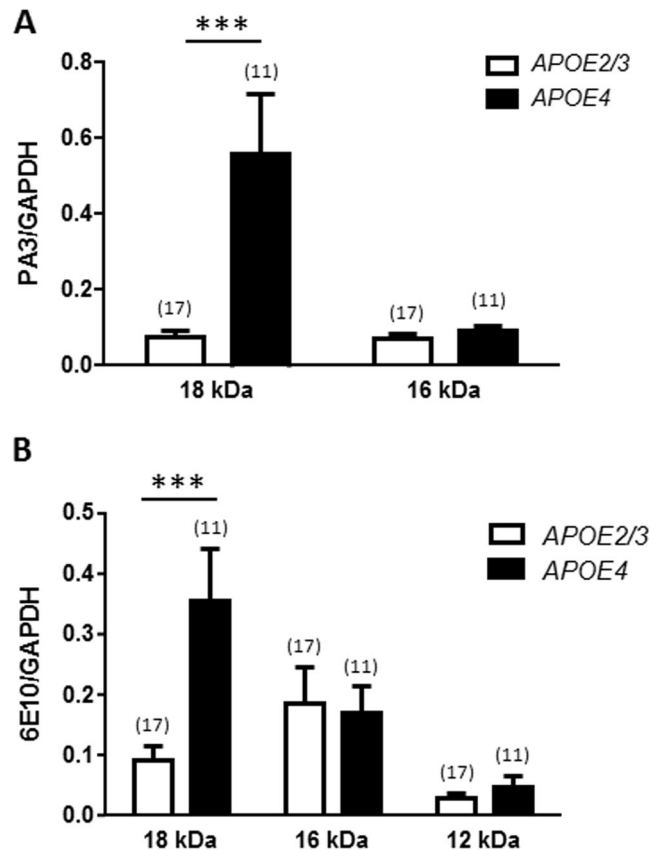 A
***
(11)
APOE2/3
APOE4
0.8
0.6
0.4
0.2
0.0
PA3/GAPDH
(17)
(17)
(11)
18 kDa
16 kDa
B
***
(11)
APOE2/3
APOE4
0.5
0.4
0.3
0.2
0.1
0.0
6E10/GAPDH
(17)
(17)
(11)
(17)
(11)
18 kDa
16 kDa
12 kDa